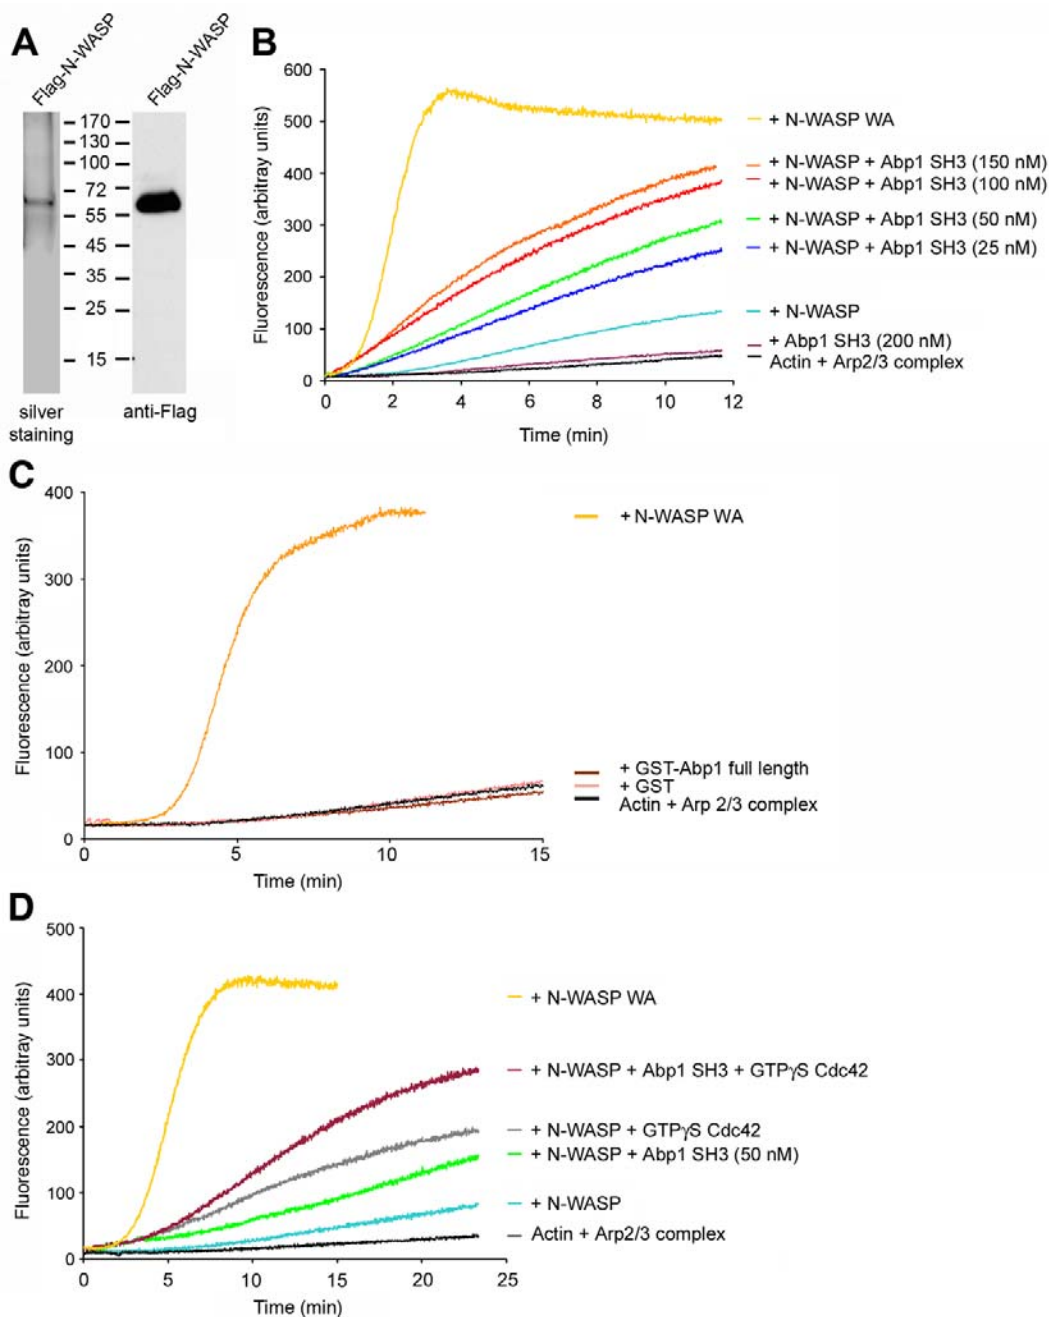 A
Flag-N-WASP
Flag-N-WASP
170
130
100
72
55
45
35
25
15
silver
staining
anti-Flag
B
Fluorescence (arbitray units)
600
500
400
300
200
100
0
0 2 4 6 8 10 12
Time (min)
+ N-WASP WA
+ N-WASP + Abp1 SH3 (150 nM)
+ N-WASP + Abp1 SH3 (100 nM)
+ N-WASP + Abp1 SH3 (50 nM)
+ N-WASP + Abp1 SH3 (25 nM)
+ N-WASP
+ Abp1 SH3 (200 nM)
Actin + Arp2/3 complex
C
Fluorescence (arbitray units)
400
300
200
100
0
0 5 10 15
Time (min)
+ N-WASP WA
+ GST-Abp1 full length
+ GST
Actin + Arp 2/3 complex
D
Fluorescence (arbitray units)
500
400
300
200
100
0
0 5 10 15 20 25
Time (min)
+ N-WASP WA
+ N-WASP + Abp1 SH3 + GTPγS Cdc42
+ N-WASP + GTPγS Cdc42
+ N-WASP + Abp1 SH3 (50 nM)
+ N-WASP
Actin + Arp2/3 complex